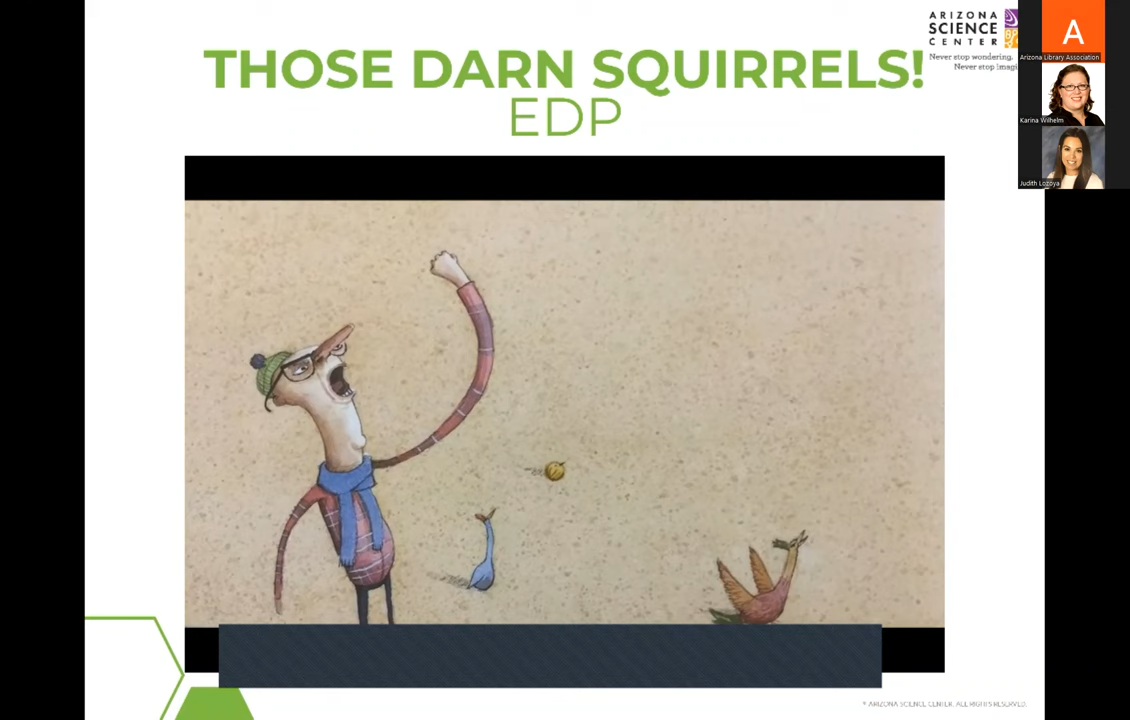 THOSE DARN SQUIRRELS!
EDP
ARIZONA
SCIENCE
CENTER
Never stop wondering.
Never stop imagi
A
Arizona Library Association
Karina Wilhelm
Judith Lozoya
© ARIZONA SCIENCE CENTER. ALL RIGHTS RESERVED.